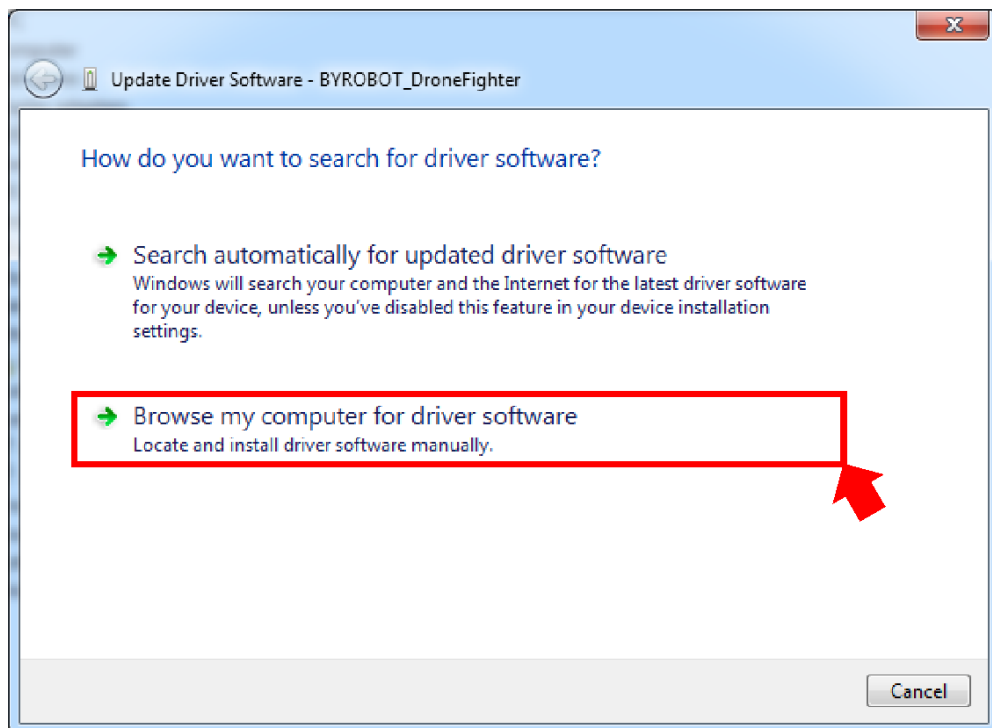 Update Driver Software - BYROBOT_DroneFighter
How do you want to search for driver software?
Search automatically for updated driver software
Windows will search your computer and the Internet for the latest driver software
for your device, unless you've disabled this feature in your device installation
settings.
Browse my computer for driver software
Locate and install driver software manually.
Cancel